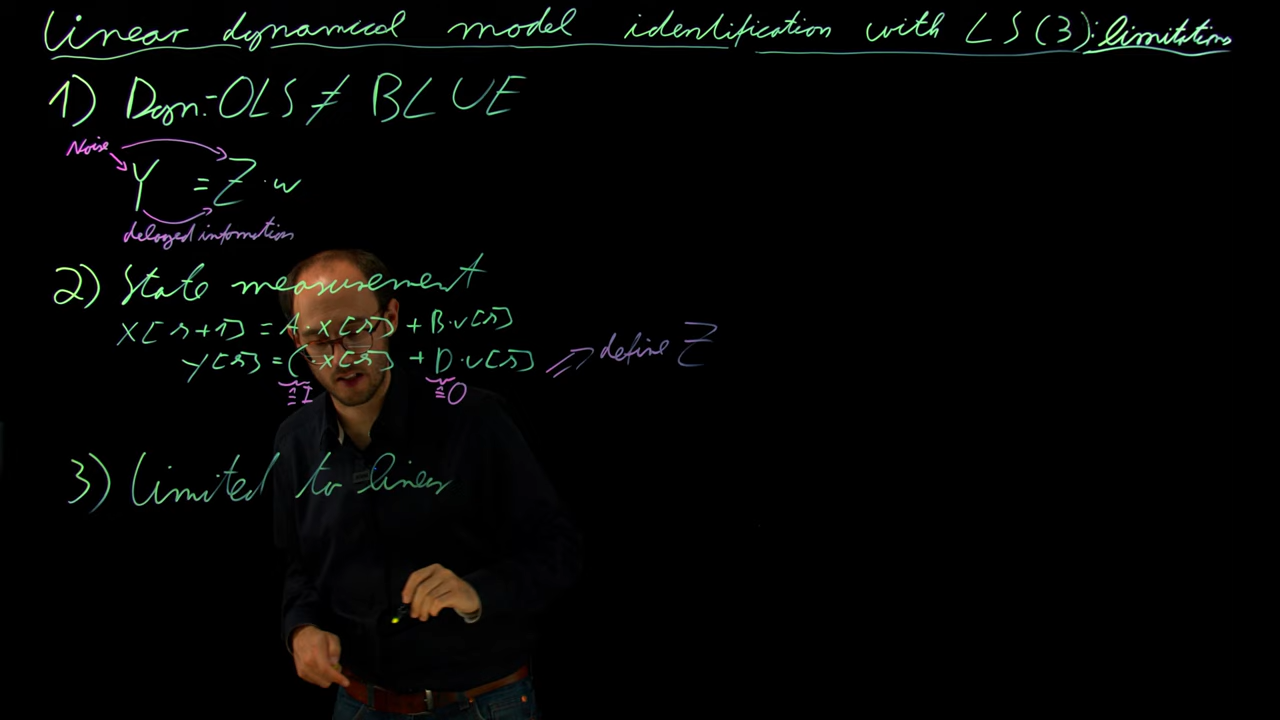 linear dynamical model identification with LS(3): limitations
1) Dyn.-OLS ≠ BLUE
Noise
Y = Z · w
delayed information
2) State measurement
x[r+1] = A · x[r] + B · v[r]
y[r] = C · x[r] + D · v[r] ⇒ define Z
≙ I ≙ 0
3) Limited to linear